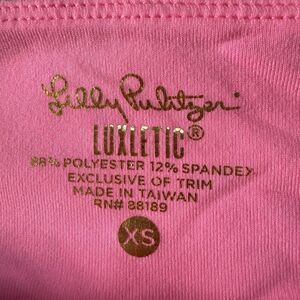 Lilly Pulitzer
LUXLETIC®
88% POLYESTER 12% SPANDEX
EXCLUSIVE OF TRIM
MADE IN TAIWAN
RN# 88189
XS